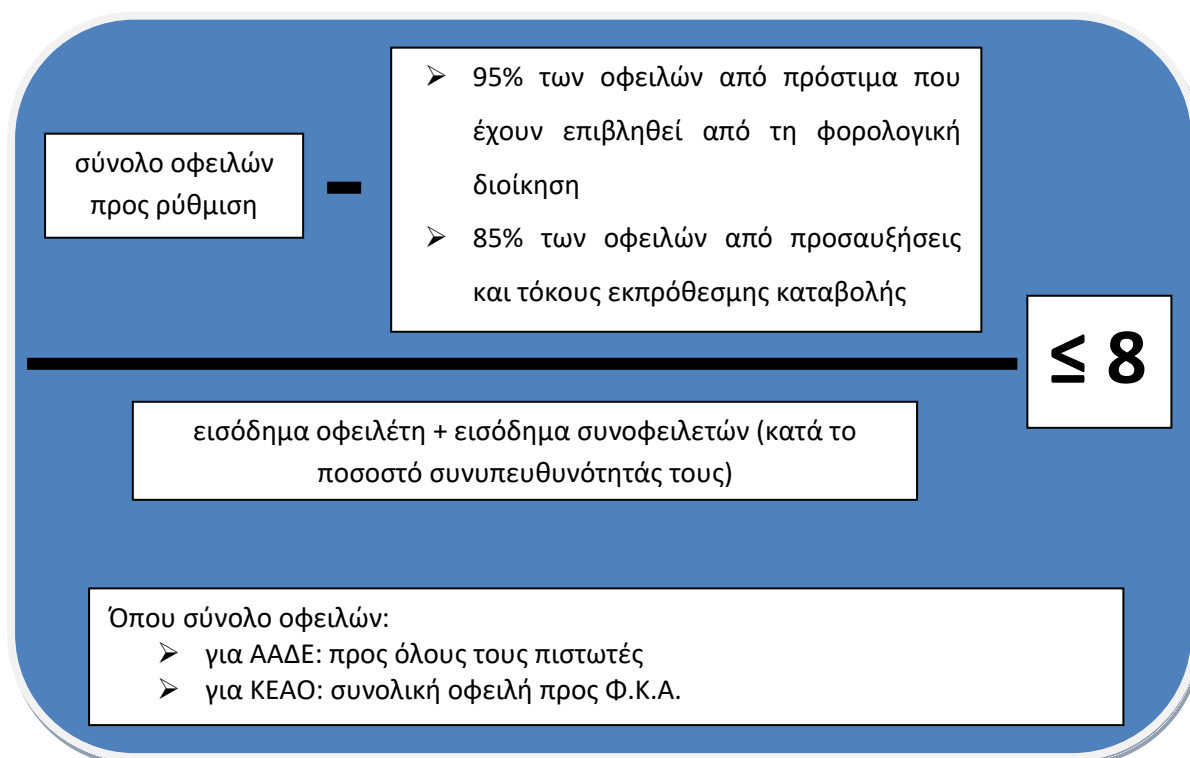 σύνολο οφειλών
προς ρύθμιση
-
➢ 95% των οφειλών από πρόστιμα που
έχουν επιβληθεί από τη φορολογική
διοίκηση
➢ 85% των οφειλών από προσαυξήσεις
και τόκους εκπρόθεσμης καταβολής
≤ 8
εισόδημα οφειλέτη + εισόδημα συνοφειλετών (κατά το
ποσοστό συνυπευθυνότητάς τους)
Όπου σύνολο οφειλών:
➢ για ΑΑΔΕ: προς όλους τους πιστωτές
➢ για ΚΕΑΟ: συνολική οφειλή προς Φ.Κ.Α.